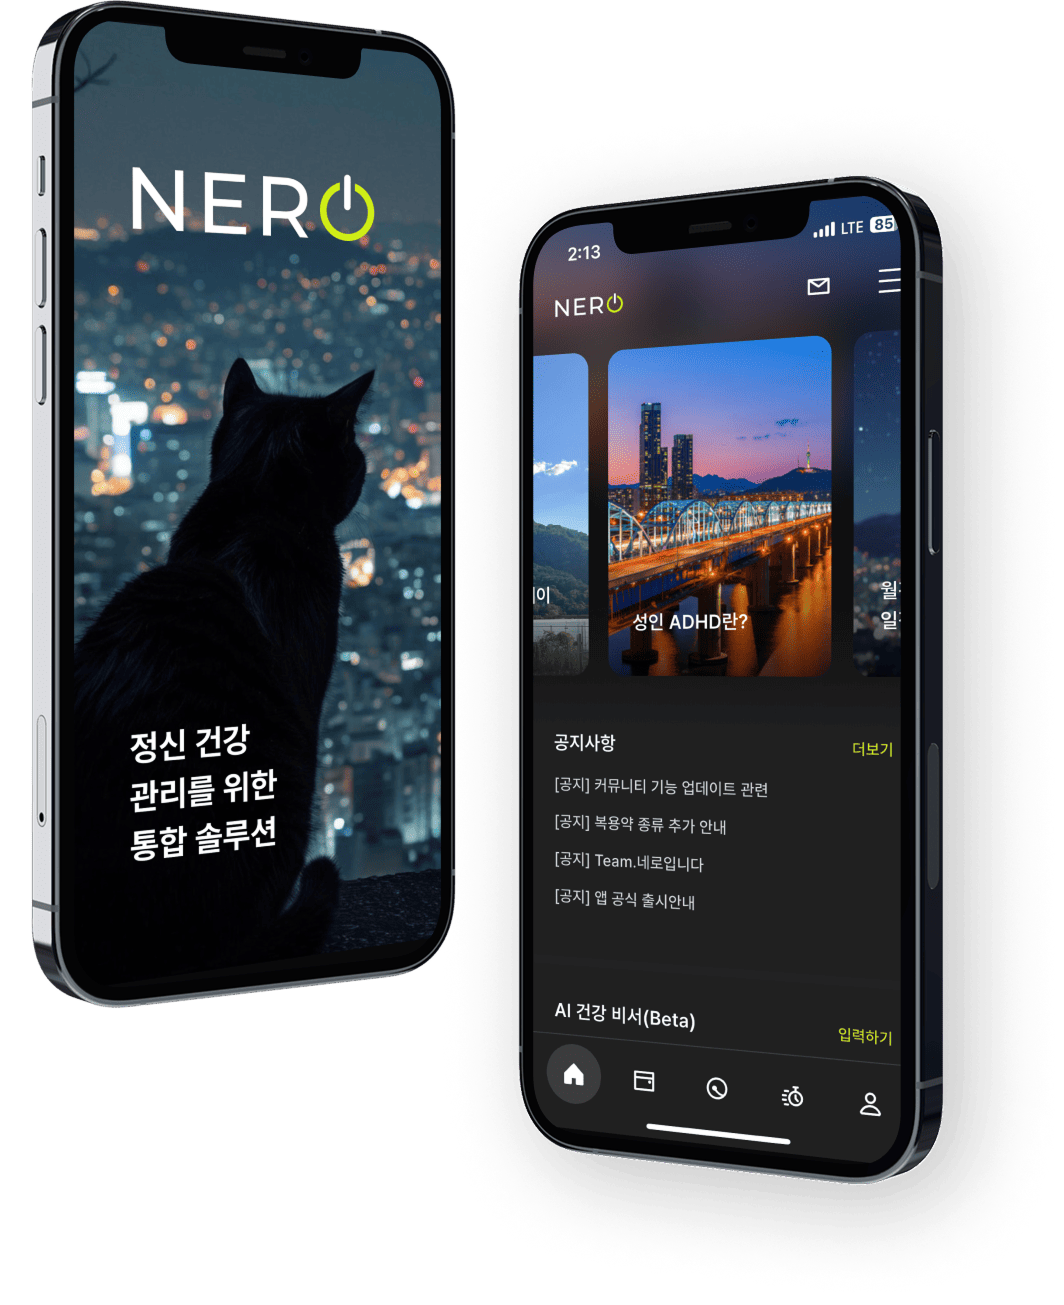 NERO
정신 건강
관리를 위한
통합 솔루션
2:13
LTE 85
NERO
이
성인 ADHD란?
월
일
공지사항
더보기
[공지] 커뮤니티 기능 업데이트 관련
[공지] 복용약 종류 추가 안내
[공지] Team.네로입니다
[공지] 앱 공식 출시안내
AI 건강 비서(Beta)
입력하기